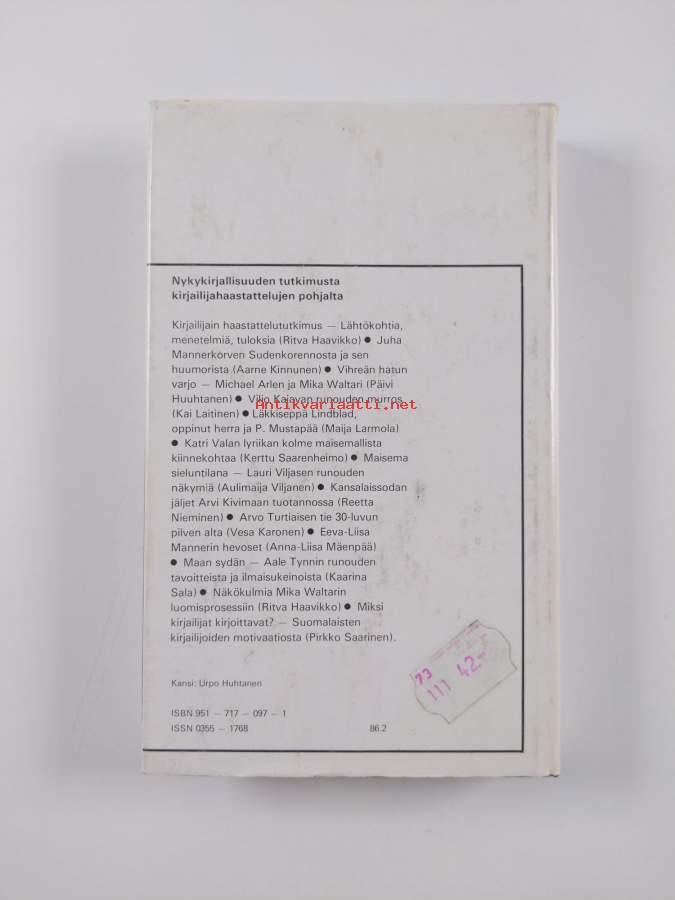 Nykykirjallisuuden tutkimusta
kirjailijahaastattelujen pohjalta
Kirjailijain haastattelututkimus — Lähtökohtia,
menetelmiä, tuloksia (Ritva Haavikko) ● Juha
Mannerkorven Sudenkorennosta ja sen
huumorista (Aarne Kinnunen) ● Vihreän hatun
varjo — Michael Arlen ja Mika Waltari (Päivi
Huuhtanen) ● Viljo Kajavan runouden murros
(Kai Laitinen) ● Läkkiseppä Lindblad,
oppinut herra ja P. Mustapää (Maija Larmola)
● Katri Valan lyriikan kolme maisemallista
kiinnekohtaa (Kerttu Saarenheimo) ● Maisema
sieluntilana — Lauri Viljasen runouden
näkymiä (Aulimaija Viljanen) ● Kansalaissodan
jäljet Arvi Kivimaan tuotannossa (Reetta
Nieminen) ● Arvo Turtiaisen tie 30-luvun
pilven alta (Vesa Karonen) ● Eeva-Liisa
Mannerin hevoset (Anna-Liisa Mäenpää)
● Maan sydän — Aale Tynnin runouden
tavoitteista ja ilmaisukeinoista (Kaarina
Sala) ● Näkökulmia Mika Waltarin
luomisprosessiin (Ritva Haavikko) ● Miksi
kirjailijat kirjoittavat? — Suomalaisten
kirjailijoiden motivaatiosta (Pirkko Saarinen).
Kansi: Urpo Huhtanen
ISBN 951 — 717 — 097 — 1
ISSN 0355 — 1768 86.2
73
111 42-
Antikvariaatti.net